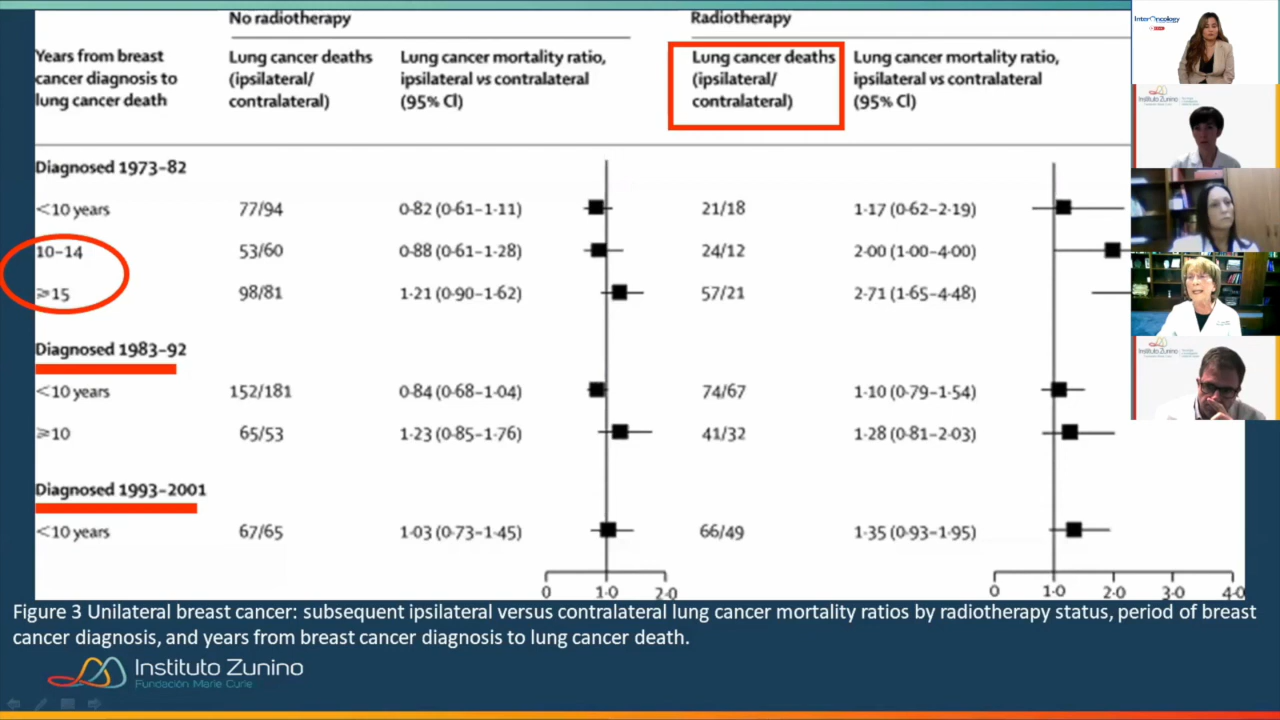 No radiotherapy
Radiotherapy
Years from breast cancer diagnosis to lung cancer death
Lung cancer deaths (ipsilateral/ contralateral)
Lung cancer mortality ratio, ipsilateral vs contralateral (95% CI)
Lung cancer deaths (ipsilateral/ contralateral)
Lung cancer mortality ratio, ipsilateral vs contralateral (95% CI)
Diagnosed 1973–82
<10 years 77/94 0·82 (0·61–1·11) 21/18 1·17 (0·62–2·19)
10–14 53/60 0·88 (0·61–1·28) 24/12 2·00 (1·00–4·00)
≥15 98/81 1·21 (0·90–1·62) 57/21 2·71 (1·65–4·48)
Diagnosed 1983–92
<10 years 152/181 0·84 (0·68–1·04) 74/67 1·10 (0·79–1·54)
≥10 65/53 1·23 (0·85–1·76) 41/32 1·28 (0·81–2·03)
Diagnosed 1993–2001
<10 years 67/65 1·03 (0·73–1·45) 66/49 1·35 (0·93–1·95)
0 1·0 2·0 0 1·0 2·0 3·0 4·0
Figure 3 Unilateral breast cancer: subsequent ipsilateral versus contralateral lung cancer mortality ratios by radiotherapy status, period of breast
cancer diagnosis, and years from breast cancer diagnosis to lung cancer death.
Instituto Zunino
Fundación Marie Curie
InterOncology
Instituto Zunino
Instituto Zunino